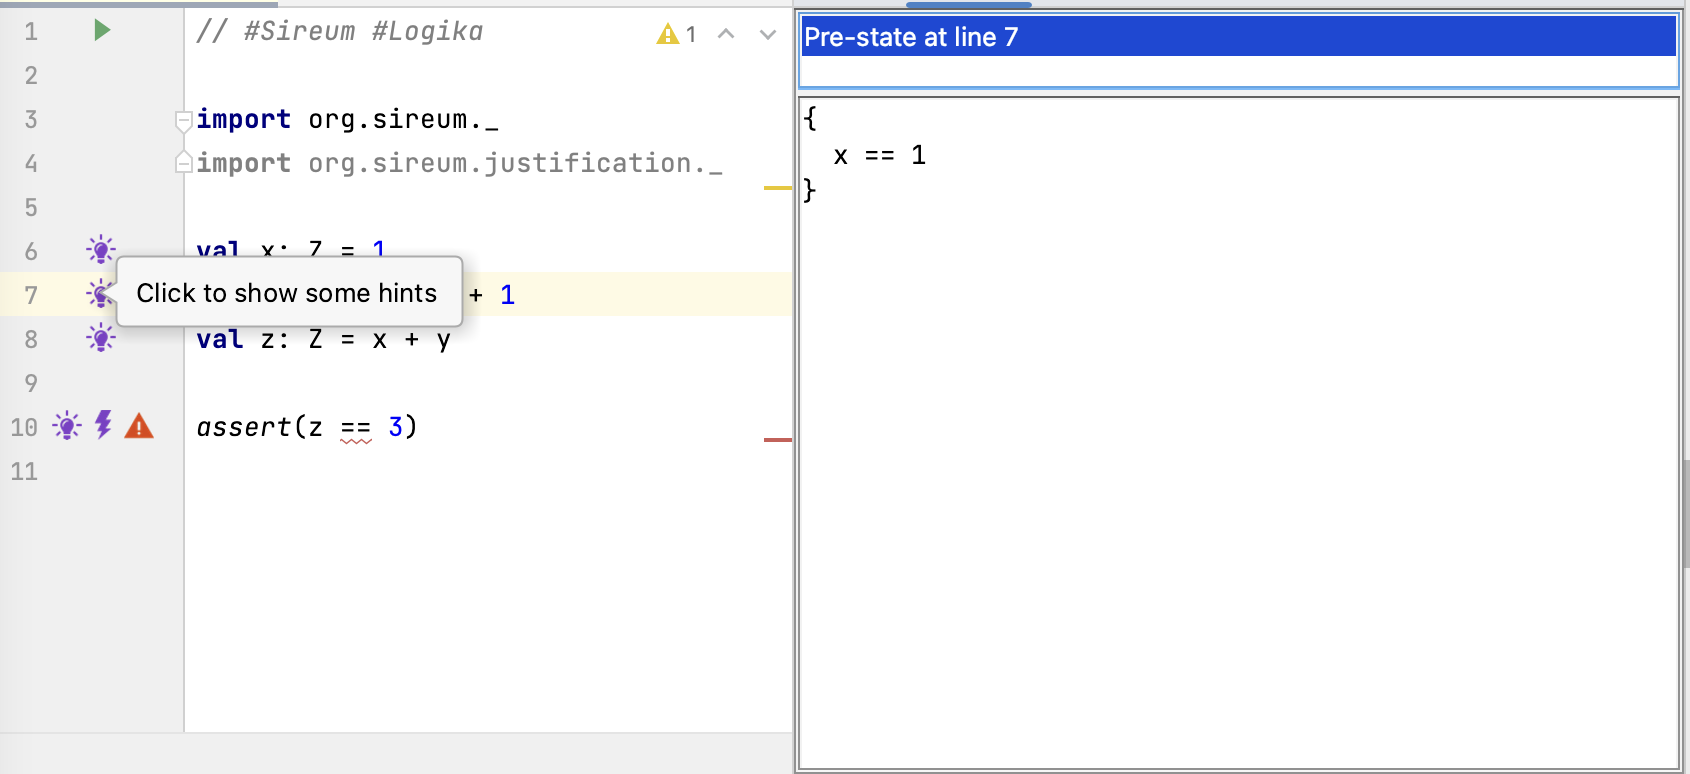 1 // #Sireum #Logika 1
2
3 import org.sireum._
4 import org.sireum.justification._
5
6 val x: Z = 1
7 + 1
Click to show some hints
8 val z: Z = x + y
9
10 assert(z == 3)
11
Pre-state at line 7
{
x == 1
}